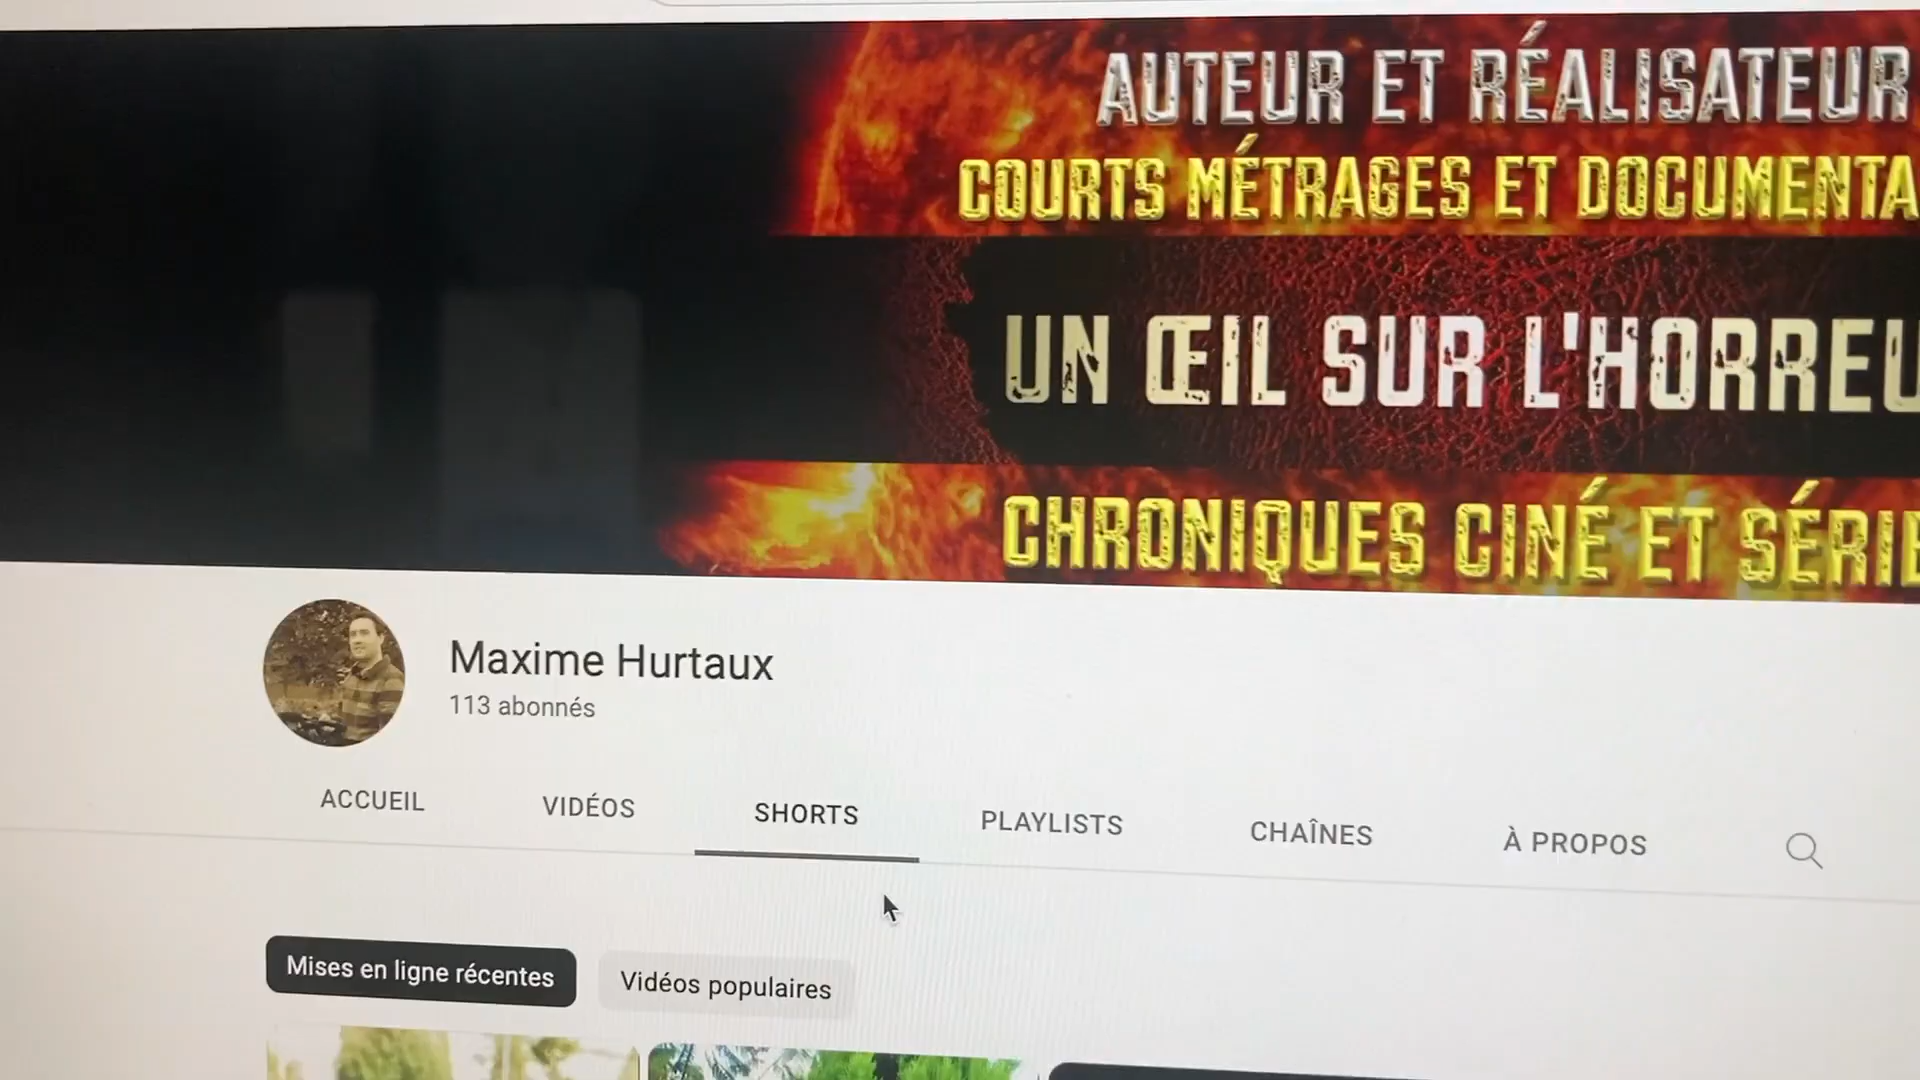 AUTEUR ET RÉALISATEUR
COURTS MÉTRAGES ET DOCUMENTA
UN ŒIL SUR L'HORREU
CHRONIQUES CINÉ ET SÉRIE
Maxime Hurtaux
113 abonnés
ACCUEIL VIDÉOS SHORTS PLAYLISTS CHAÎNES À PROPOS
Mises en ligne récentes Vidéos populaires